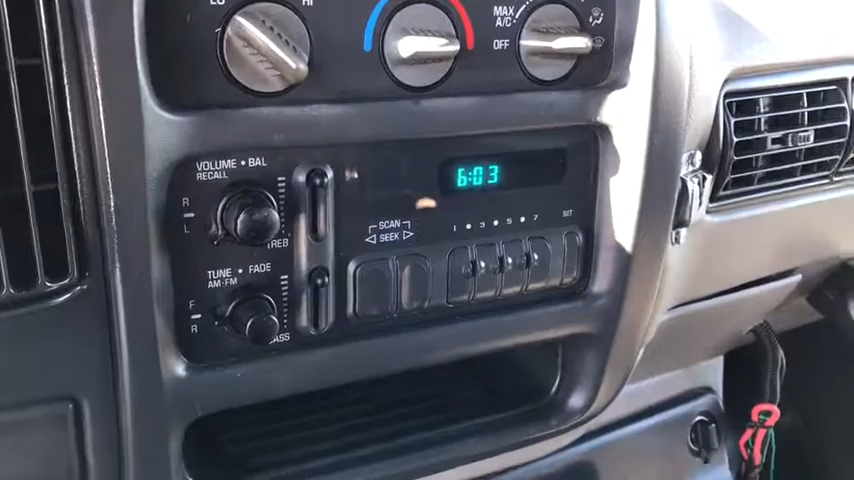 LO HI
MAX
A/C
OFF
VOLUME • BAL
RECALL
R
L
TREB
6:03
SCAN
SEEK
1 • 3 • 5 • 7
SET
TUNE • FADE
AM•FM
F
R
BASS